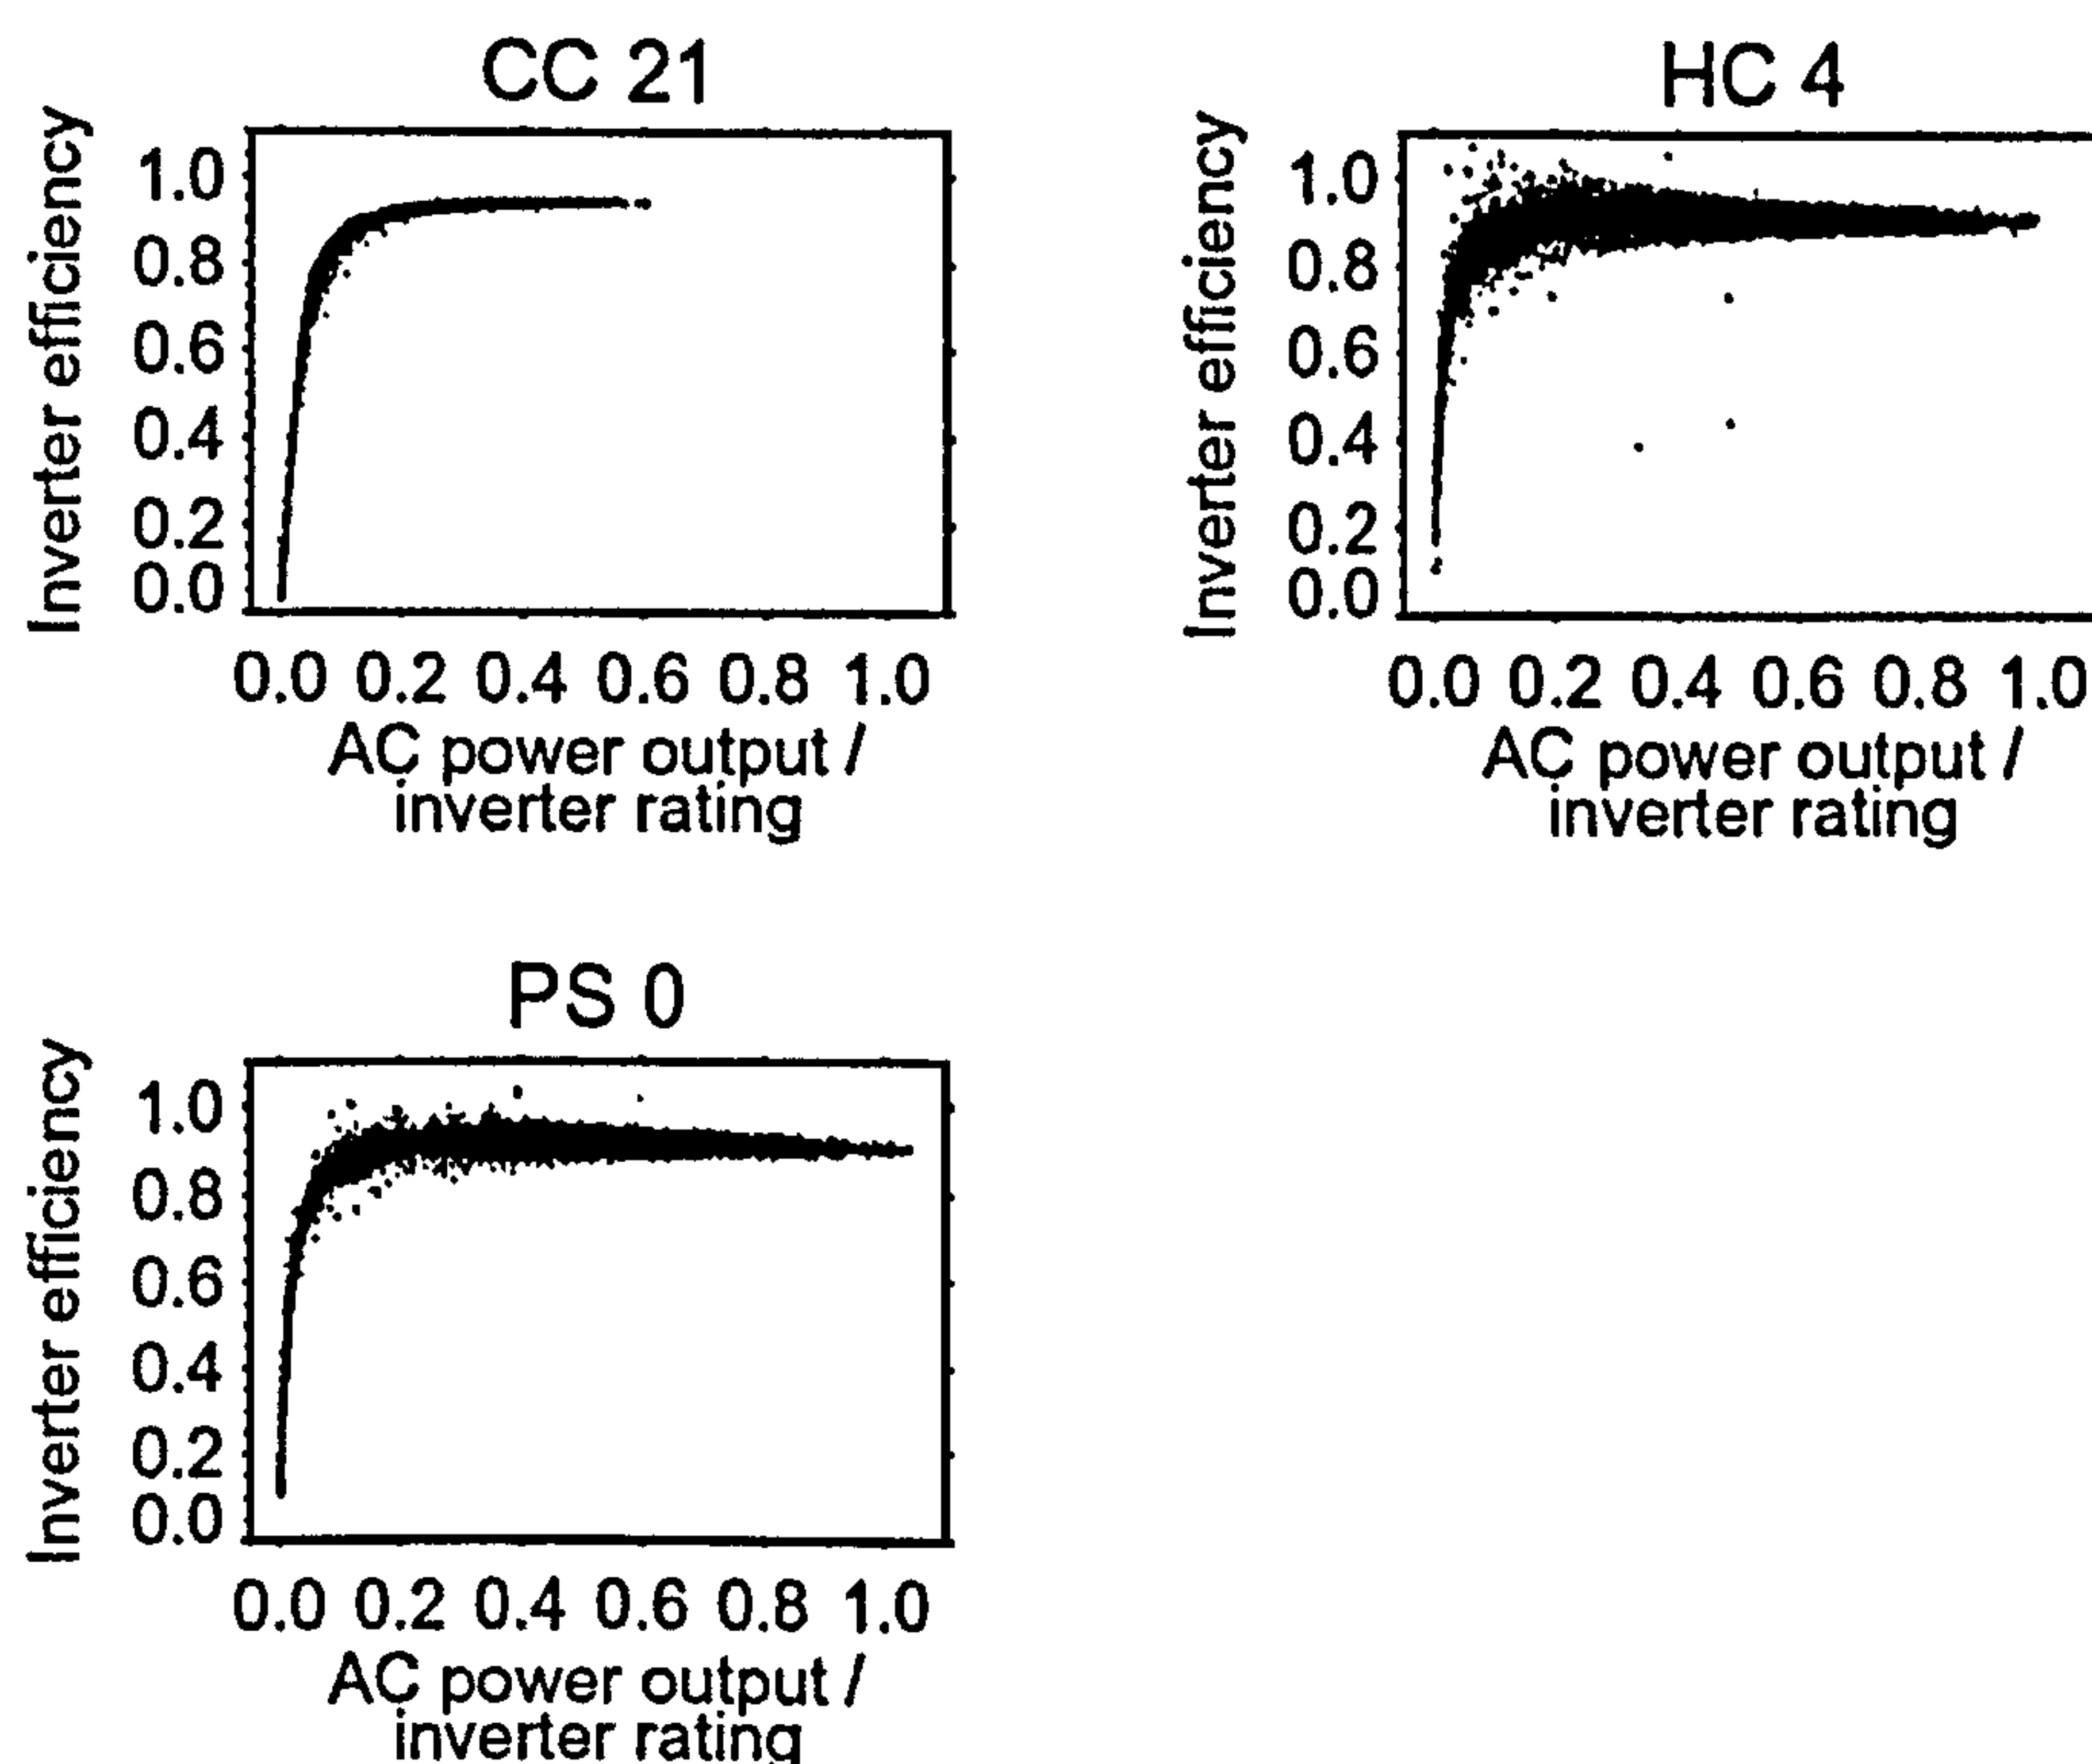 CC 21
Inverter efficiency
1.0
0.8
0.6
0.4
0.2
0.0
0.0 0.2 0.4 0.6 0.8 1.0
AC power output /
inverter rating
HC 4
Inverter efficiency
1.0
0.8
0.6
0.4
0.2
0.0
0.0 0.2 0.4 0.6 0.8 1.0
AC power output /
inverter rating
PS 0
Inverter efficiency
1.0
0.8
0.6
0.4
0.2
0.0
0.0 0.2 0.4 0.6 0.8 1.0
AC power output /
inverter rating